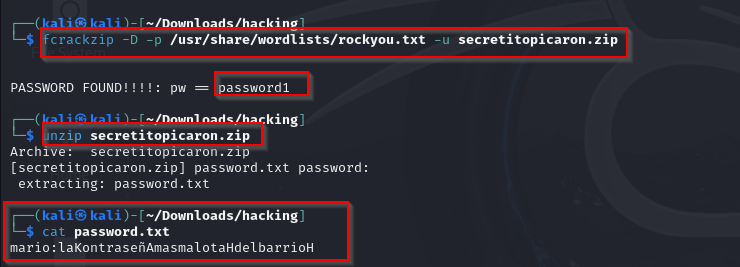 ┌──(kali㉿kali)-[~/Downloads/hacking]
└─$ fcrackzip -D -p /usr/share/wordlists/rockyou.txt -u secretitopicaron.zip
PASSWORD FOUND!!!!: pw == password1
┌──(kali㉿kali)-[~/Downloads/hacking]
└─$ unzip secretitopicaron.zip
Archive:  secretitopicaron.zip
[secretitopicaron.zip] password.txt password:
 extracting: password.txt
┌──(kali㉿kali)-[~/Downloads/hacking]
└─$ cat password.txt
mario:laKontraseñAmasmalotaHdelbarrioH